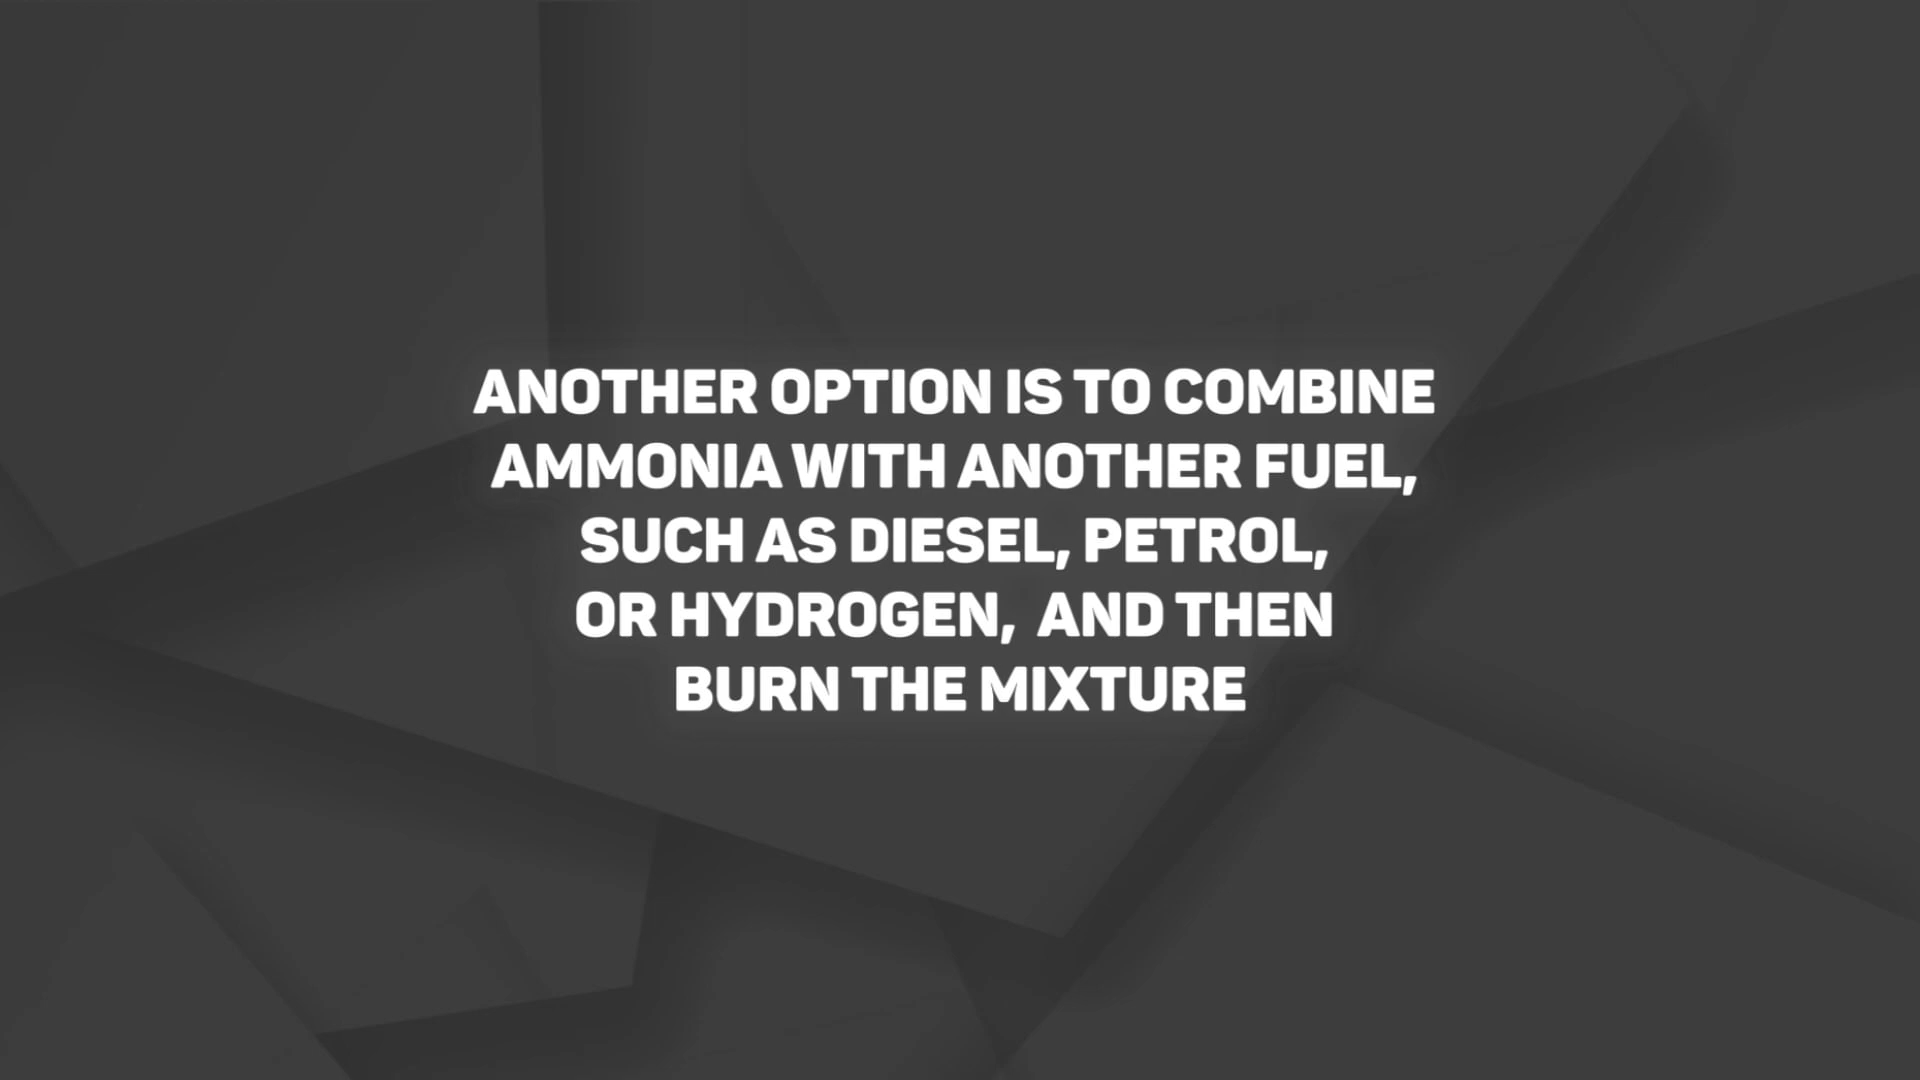 ANOTHER OPTION IS TO COMBINE
AMMONIA WITH ANOTHER FUEL,
SUCH AS DIESEL, PETROL,
OR HYDROGEN,  AND THEN
BURN THE MIXTURE